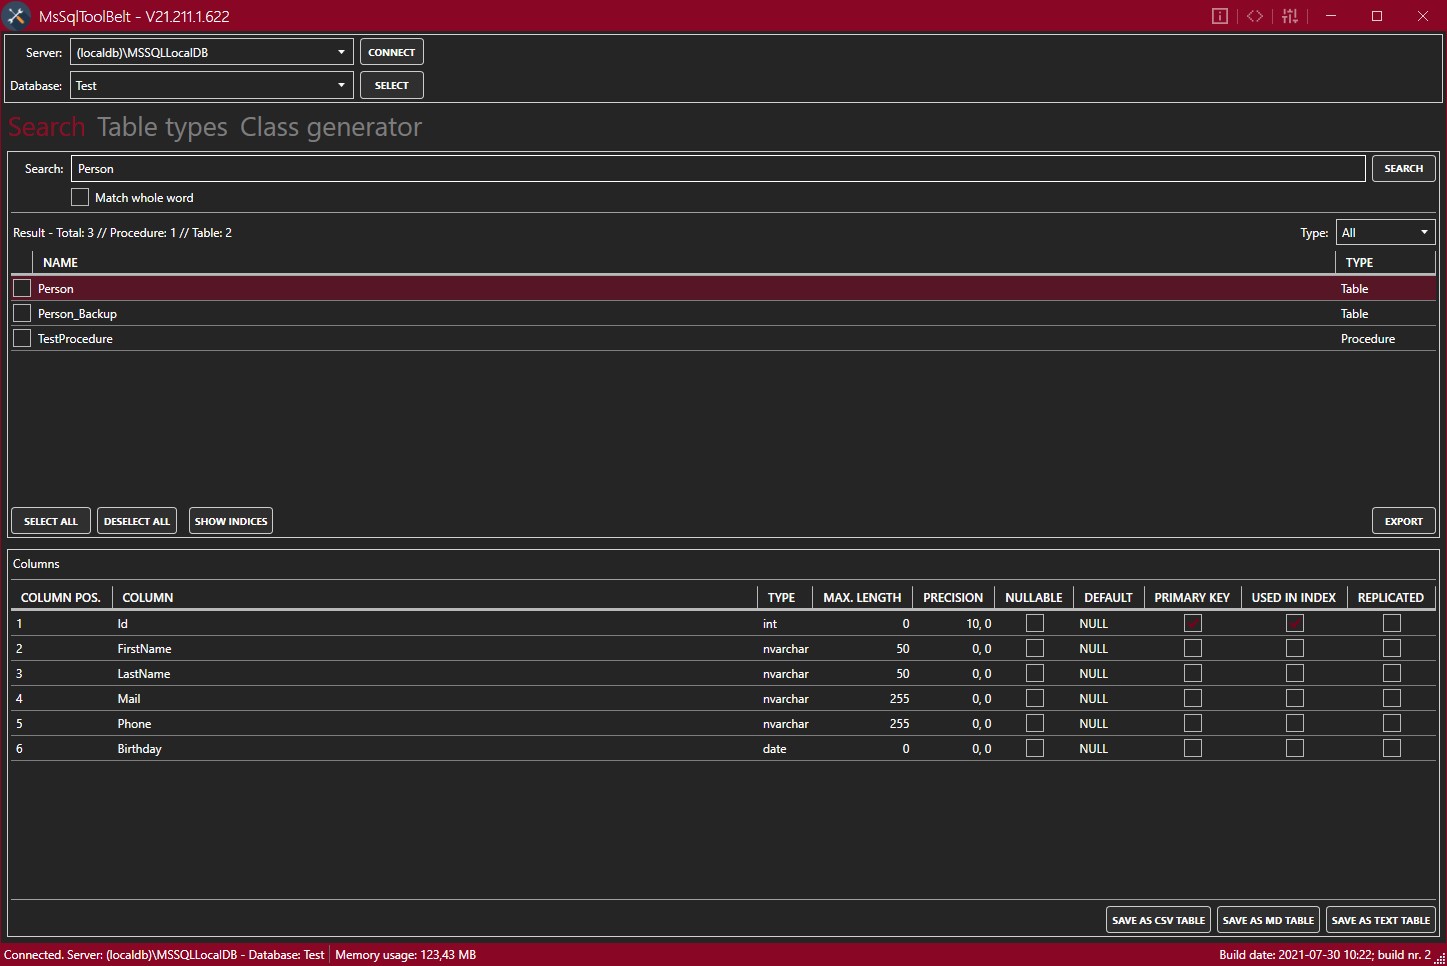 MsSqlToolBelt - V21.211.1.622
Server: (localdb)\MSSQLLocalDB CONNECT
Database: Test SELECT
Search Table types Class generator
Search: Person SEARCH
Match whole word
Result - Total: 3 // Procedure: 1 // Table: 2 Type: All
NAME TYPE
Person Table
Person_Backup Table
TestProcedure Procedure
SELECT ALL DESELECT ALL SHOW INDICES EXPORT
Columns
COLUMN POS. COLUMN TYPE MAX. LENGTH PRECISION NULLABLE DEFAULT PRIMARY KEY USED IN INDEX REPLICATED
1 Id int 0 10, 0 NULL
2 FirstName nvarchar 50 0, 0 NULL
3 LastName nvarchar 50 0, 0 NULL
4 Mail nvarchar 255 0, 0 NULL
5 Phone nvarchar 255 0, 0 NULL
6 Birthday date 0 0, 0 NULL
SAVE AS CSV TABLE SAVE AS MD TABLE SAVE AS TEXT TABLE
Connected. Server: (localdb)\MSSQLLocalDB - Database: Test Memory usage: 123,43 MB Build date: 2021-07-30 10:22; build nr. 2